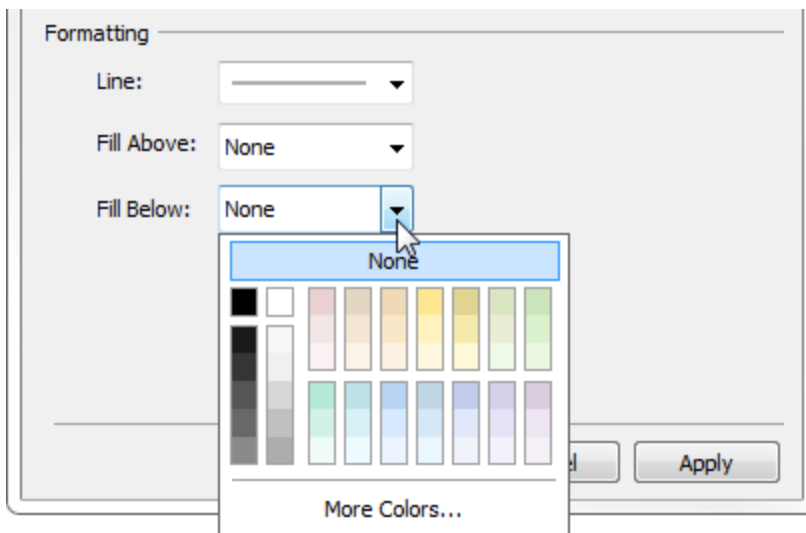 Formatting
Line:
Fill Above: None
Fill Below: None
None
Apply
More Colors...